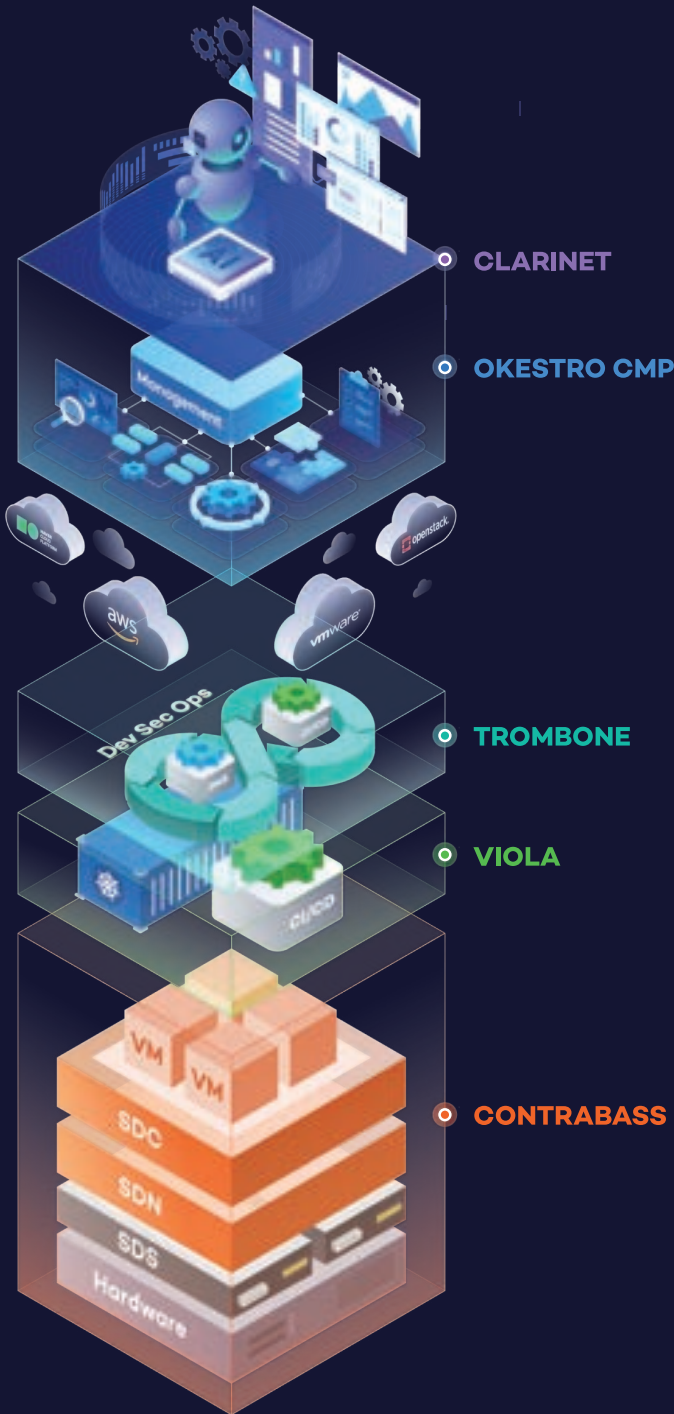 AI
CLARINET
OKESTRO CMP
Management
openstack.
aws
vmware
Dev Sec Ops
TROMBONE
VIOLA
CI/CD
VM
VM
SDC
CONTRABASS
SDN
SDS
Hardware